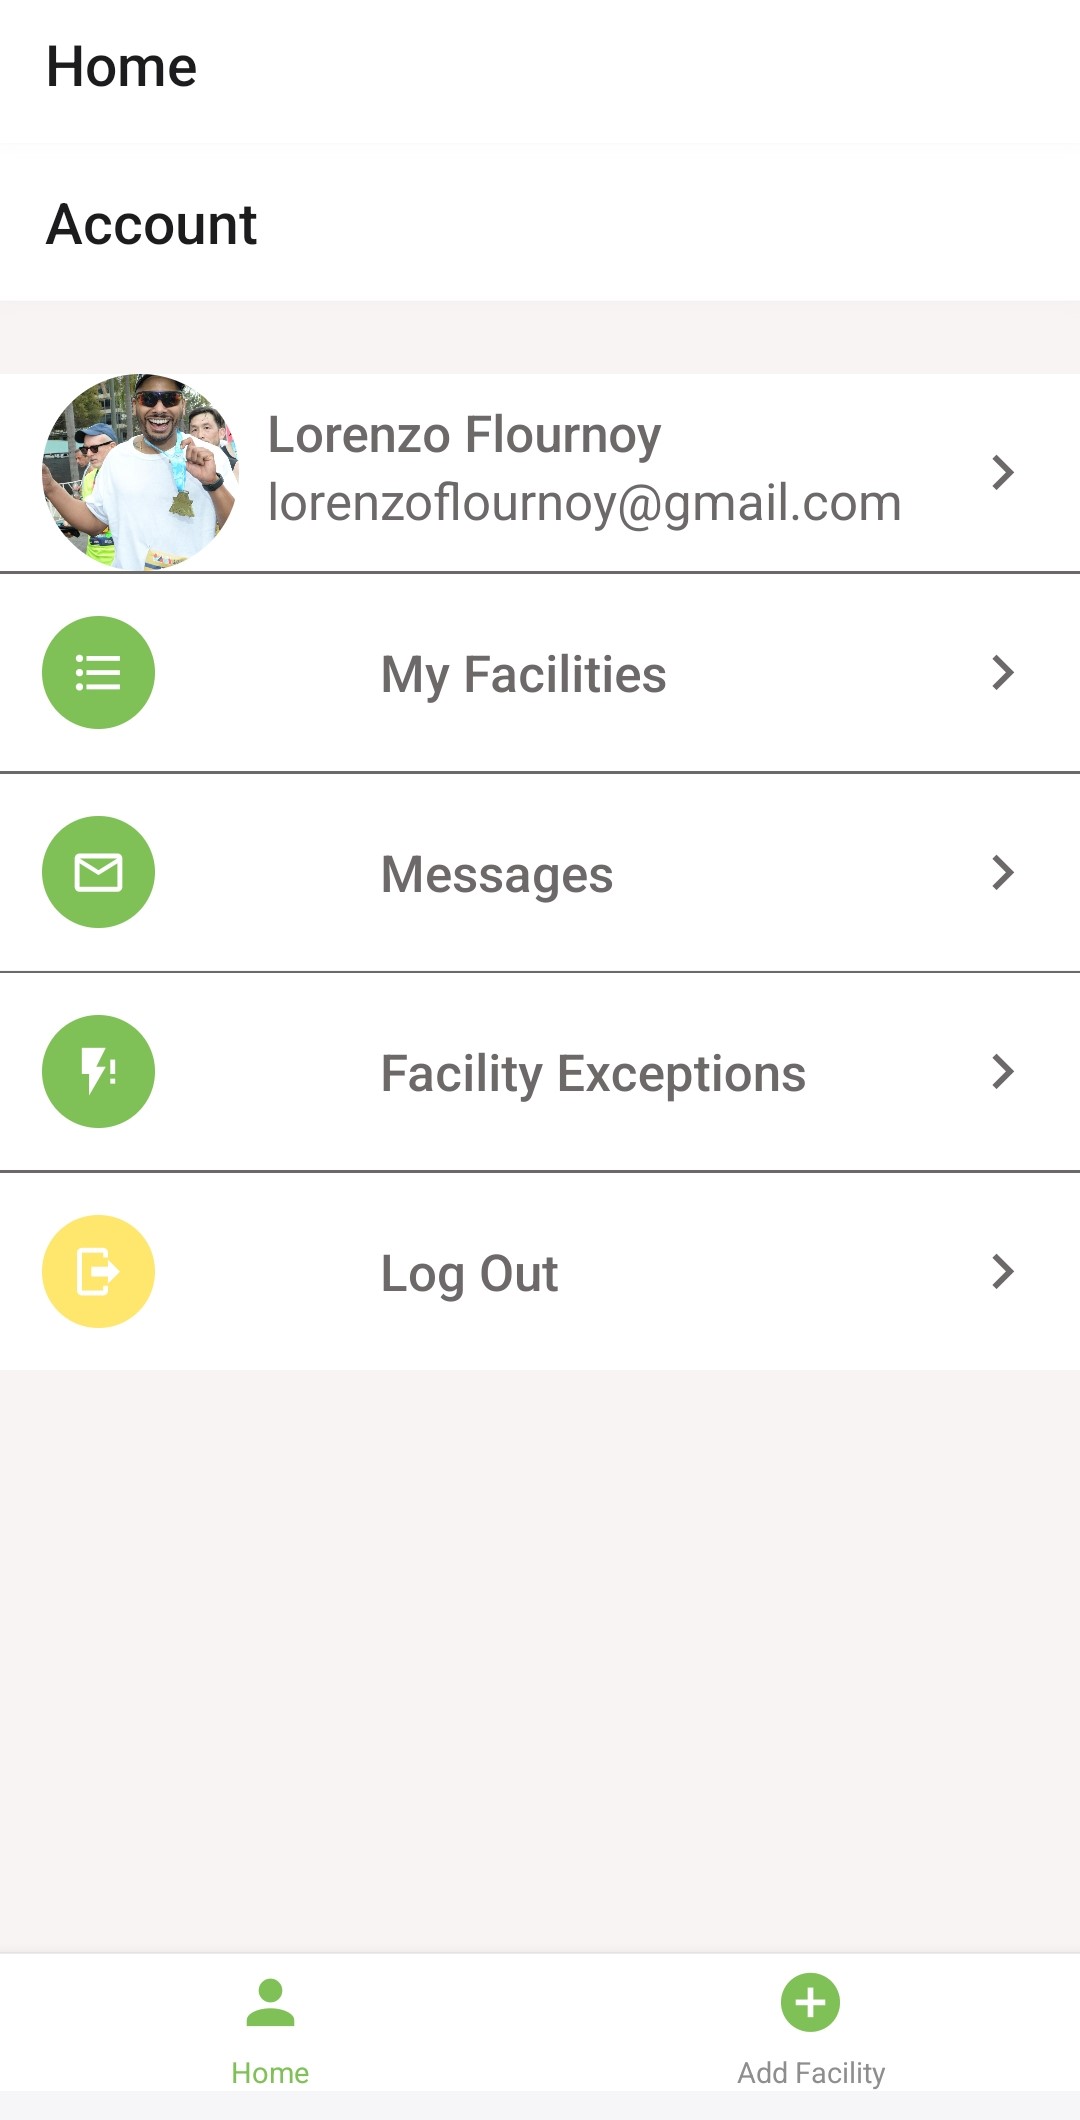 Home
Account
Lorenzo Flournoy
lorenzoflournoy@gmail.com
My Facilities
Messages
Facility Exceptions
Log Out
Home
Add Facility